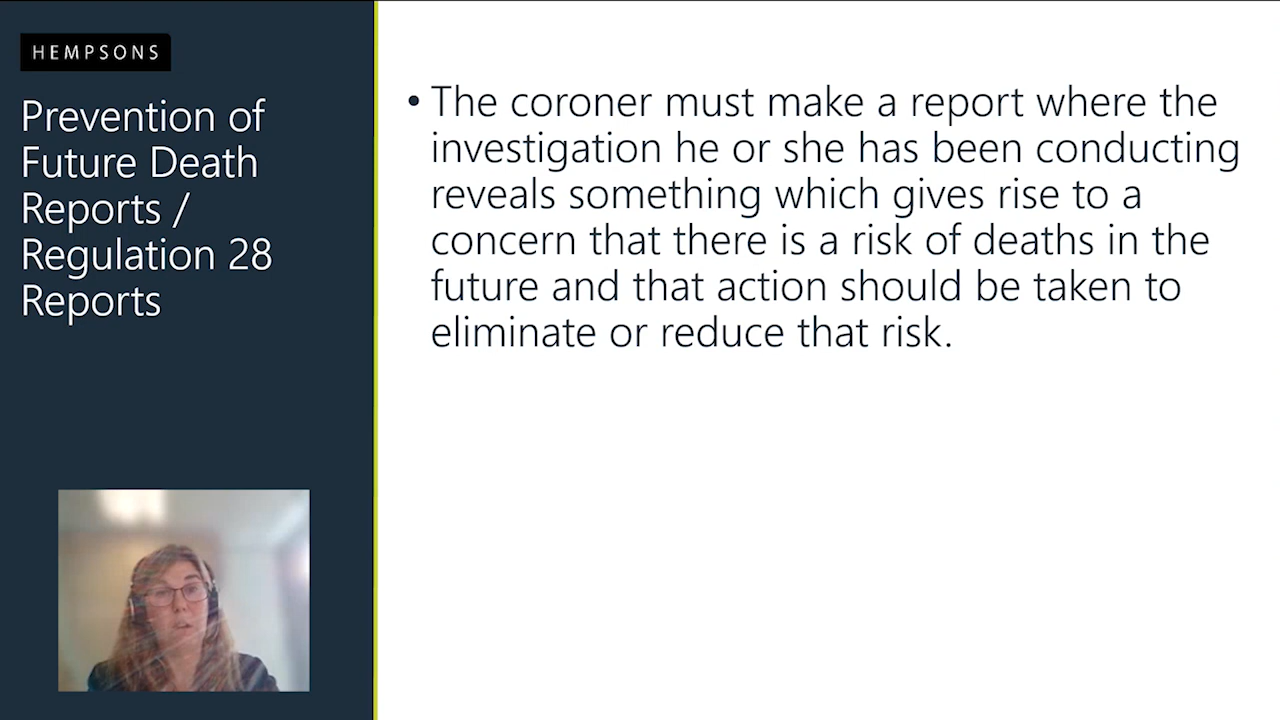 HEMPSONS
Prevention of
Future Death
Reports /
Regulation 28
Reports
• The coroner must make a report where the
investigation he or she has been conducting
reveals something which gives rise to a
concern that there is a risk of deaths in the
future and that action should be taken to
eliminate or reduce that risk.